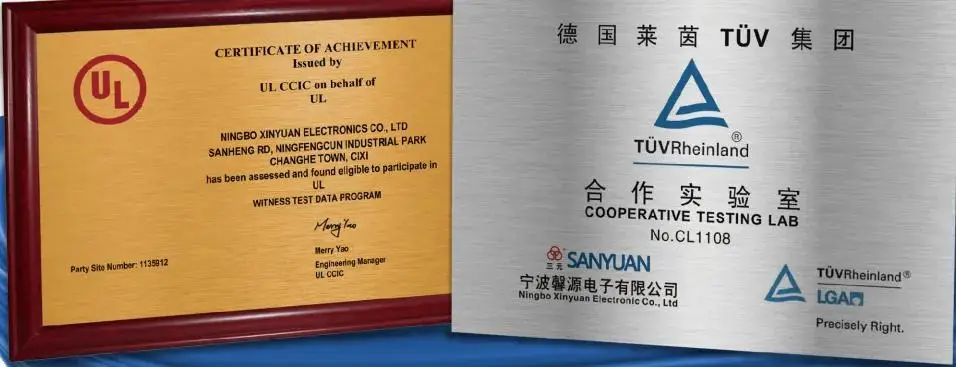 UL
CERTIFICATE OF ACHIEVEMENT
Issued by
UL CCIC on behalf of
UL
NINGBO XINYUAN ELECTRONICS CO., LTD
SANHENG RD, NINGFENGCUN INDUSTRIAL PARK
CHANGHE TOWN, CIXI
has been assessed and found eligible to participate in
UL
WITNESS TEST DATA PROGRAM
Merry Yao
Merry Yao
Engineering Manager
UL CCIC
Party Site Number: 1135912
德国莱茵 TÜV 集团
TÜVRheinland®
合作实验室
COOPERATIVE TESTING LAB
No.CL1108
三元 ® SANYUAN
宁波馨源电子有限公司
Ningbo Xinyuan Electronic Co., Ltd
TÜVRheinland®
LGA
Precisely Right.